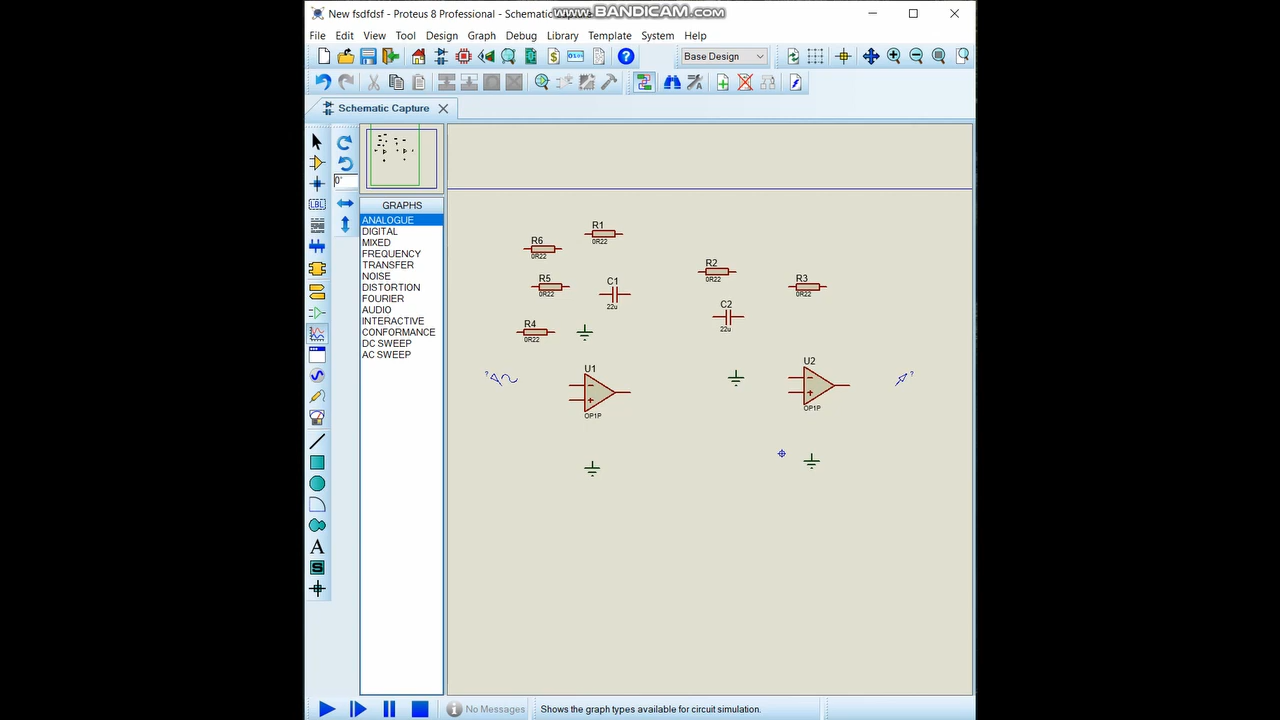 New fsdfdsf - Proteus 8 Professional - Schematic Capture
www.BANDICAM.com
File Edit View Tool Design Graph Debug Library Template System Help
Base Design
Schematic Capture
0°
LBL
GRAPHS
ANALOGUE
DIGITAL
MIXED
FREQUENCY
TRANSFER
NOISE
DISTORTION
FOURIER
AUDIO
INTERACTIVE
CONFORMANCE
DC SWEEP
AC SWEEP
A
S
R1
0R22
R6
0R22
R2
0R22
R5
0R22
C1
22u
R3
0R22
C2
22u
R4
0R22
U1
OP1P
U2
OP1P
?
?
No Messages
Shows the graph types available for circuit simulation.